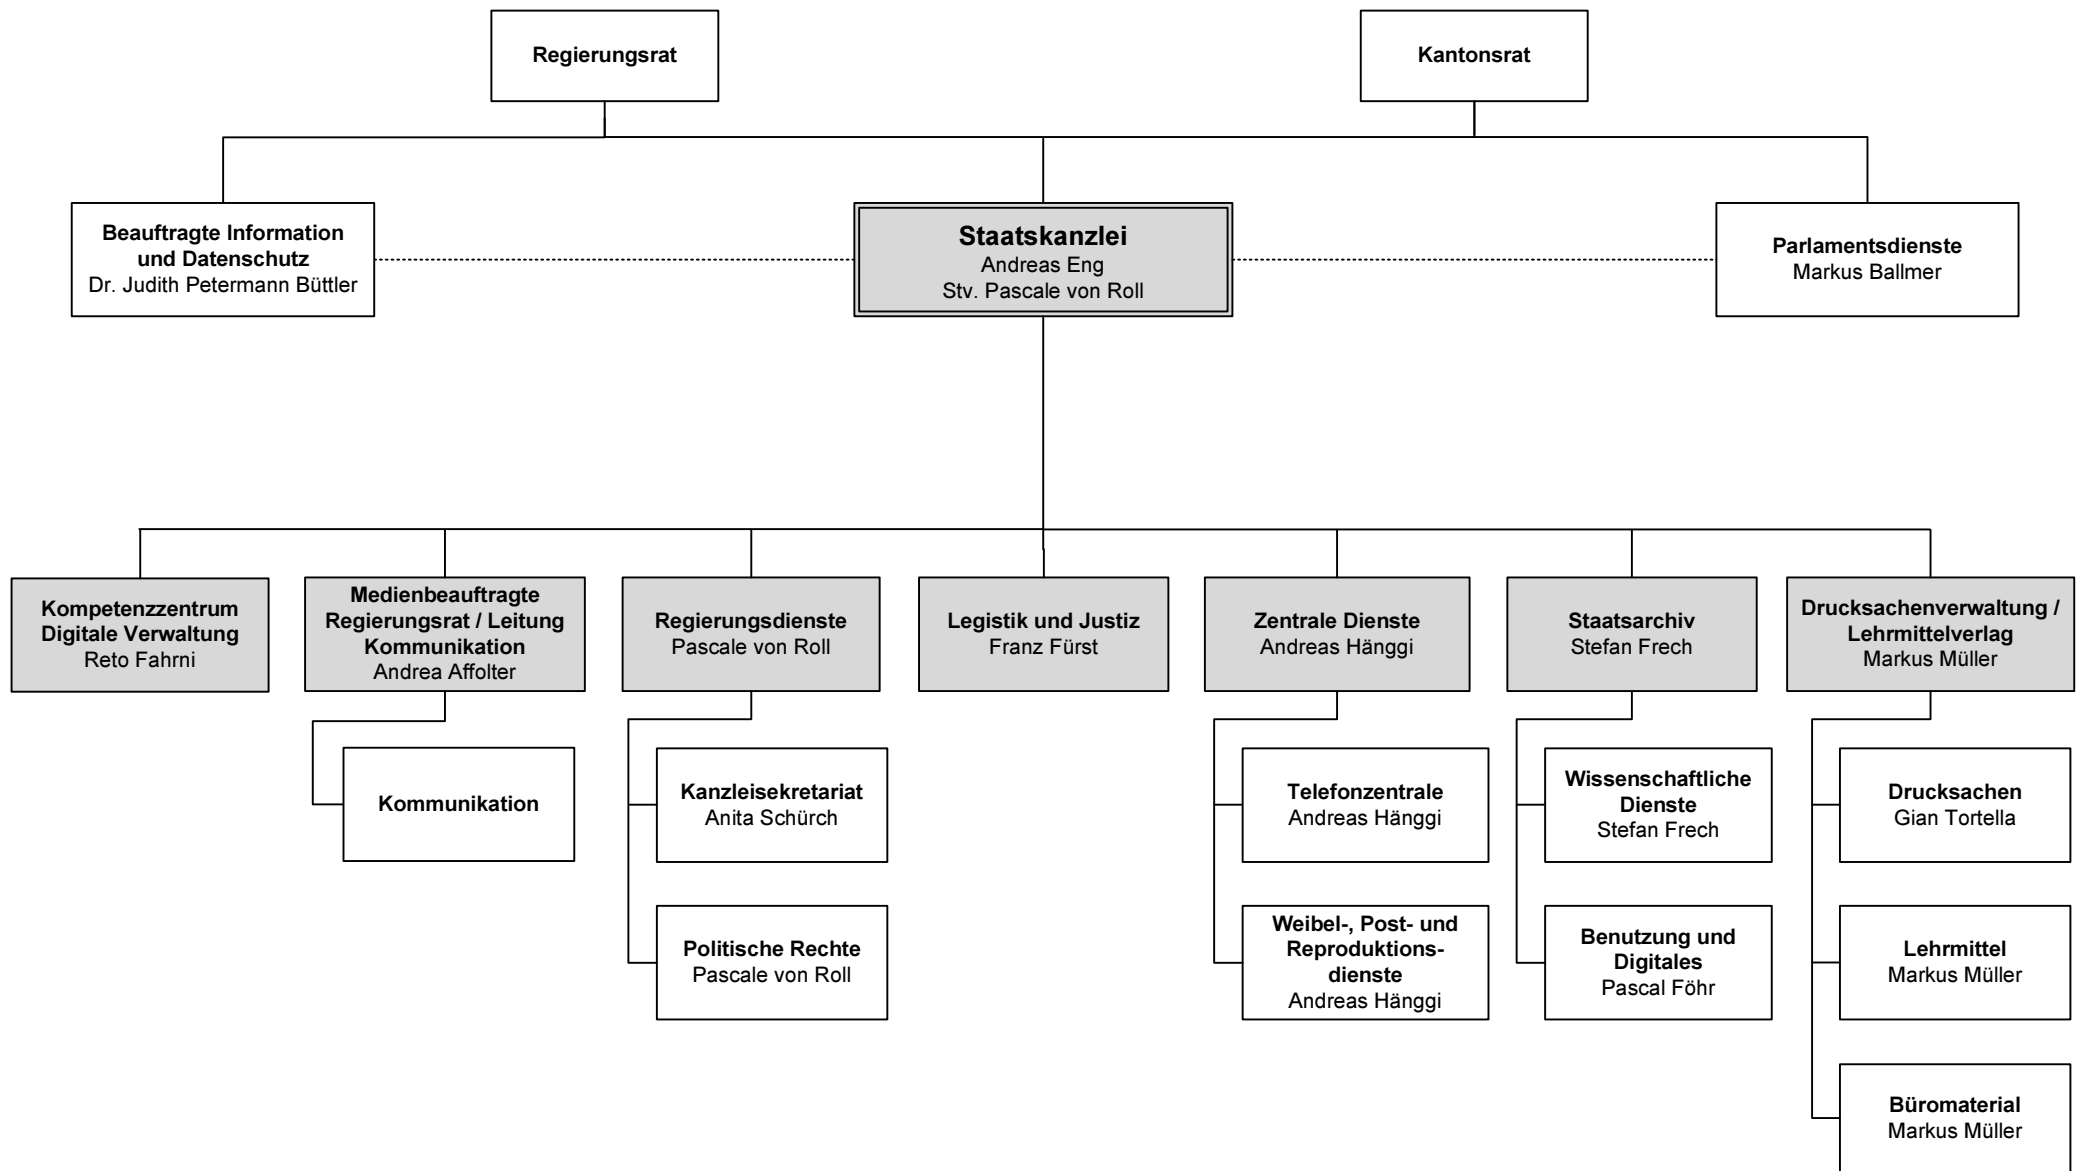 Regierungsrat
Kantonsrat
Beauftragte Information
und Datenschutz
Dr. Judith Petermann Büttler
Staatskanzlei
Andreas Eng
Stv. Pascale von Roll
Parlamentsdienste
Markus Ballmer
Kompetenzzentrum
Digitale Verwaltung
Reto Fahrni
Medienbeauftragte
Regierungsrat / Leitung
Kommunikation
Andrea Affolter
Regierungsdienste
Pascale von Roll
Legistik und Justiz
Franz Fürst
Zentrale Dienste
Andreas Hänggi
Staatsarchiv
Stefan Frech
Drucksachenverwaltung /
Lehrmittelverlag
Markus Müller
Kommunikation
Kanzleisekretariat
Anita Schürch
Telefonzentrale
Andreas Hänggi
Wissenschaftliche
Dienste
Stefan Frech
Drucksachen
Gian Tortella
Politische Rechte
Pascale von Roll
Weibel-, Post- und
Reproduktions-
dienste
Andreas Hänggi
Benutzung und
Digitales
Pascal Föhr
Lehrmittel
Markus Müller
Büromaterial
Markus Müller